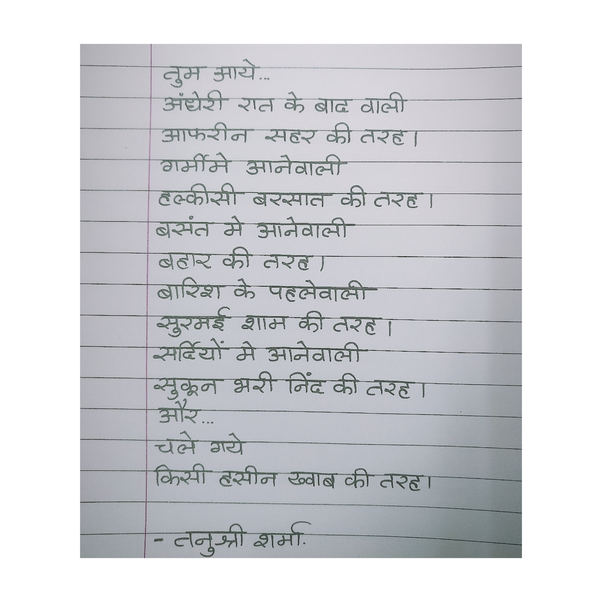 तुम आये...
अंधेरी रात के बाद वाली
आफरीन सहर की तरह।
गर्मीमे आनेवाली
हल्कीसी बरसात की तरह।
बसंत मे आनेवाली
बहार की तरह।
बारिश के पहलेवाली
सुरमई शाम की तरह।
सर्दियों मे आनेवाली
सुकून भरी निंद की तरह।
और...
चले गये
किसी हसीन ख्वाब की तरह।
- तनुश्री शर्मा.